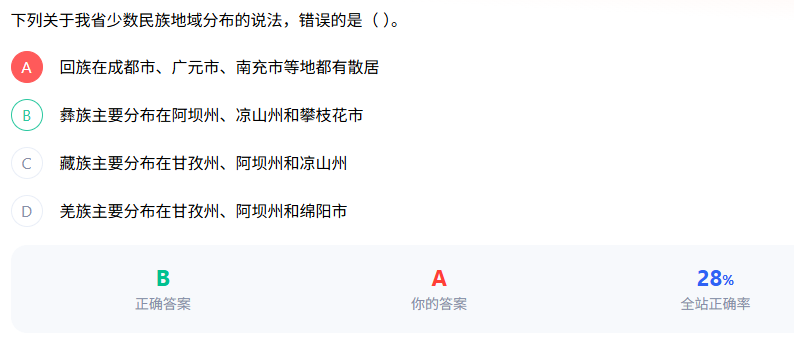 下列关于我省少数民族地域分布的说法，错误的是（ ）。
A 回族在成都市、广元市、南充市等地都有散居
B 彝族主要分布在阿坝州、凉山州和攀枝花市
C 藏族主要分布在甘孜州、阿坝州和凉山州
D 羌族主要分布在甘孜州、阿坝州和绵阳市
B A 28%
正确答案 你的答案 全站正确率